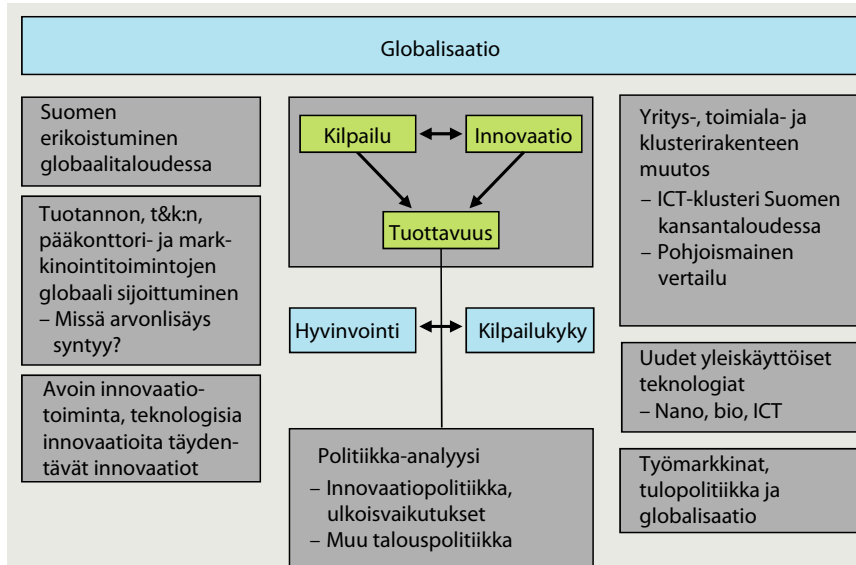 Globalisaatio
Suomen
erikoistuminen
globaalitaloudessa
Tuotannon, t&k:n,
pääkonttori- ja mark-
kinointitoimintojen
globaali sijoittuminen
– Missä arvonlisäys
syntyy?
Avoin innovaatio-
toiminta, teknologisia
innovaatioita täyden-
tävät innovaatiot
Kilpailu
Innovaatio
Tuottavuus
Hyvinvointi
Kilpailukyky
Politiikka-analyysi
– Innovaatiopolitiikka,
ulkoisvaikutukset
– Muu talouspolitiikka
Yritys-, toimiala- ja
klusterirakenteen
muutos
– ICT-klusteri Suomen
kansantaloudessa
– Pohjoismainen
vertailu
Uudet yleiskäyttöiset
teknologiat
– Nano, bio, ICT
Työmarkkinat,
tulopolitiikka ja
globalisaatio